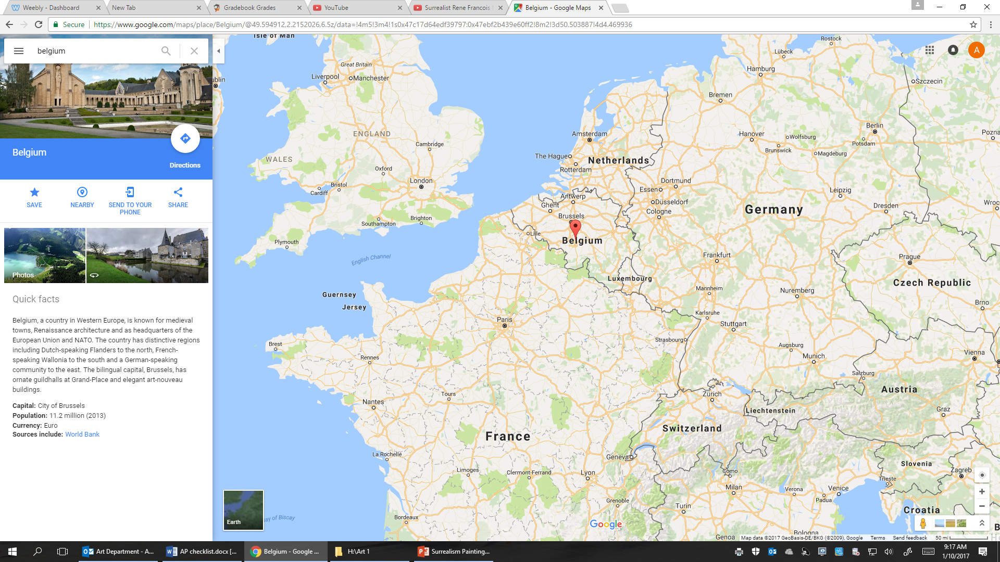 Weebly - Dashboard
New Tab
Gradebook Grades
YouTube
Surrealist Rene Francois
Belgium - Google Maps
Secure
https://www.google.com/maps/place/Belgium/@49.594912,2.2152026,6.5z/data=!4m5!3m4!1s0x47c17d64edf39797:0x47ebf2b439e60ff2!8m2!3d50.503887!4d4.469936
belgium
Belgium
Directions
SAVE
NEARBY
SEND TO YOUR
PHONE
SHARE
Photos
Quick facts
Belgium, a country in Western Europe, is known for medieval
towns, Renaissance architecture and as headquarters of the
European Union and NATO. The country has distinctive regions
including Dutch-speaking Flanders to the north, French-
speaking Wallonia to the south and a German-speaking
community to the east. The bilingual capital, Brussels, has
ornate guildhalls at Grand-Place and elegant art-nouveau
buildings.
Capital: City of Brussels
Population: 11.2 million (2013)
Currency: Euro
Sources include: World Bank
Isle of Man
Rostock
A
Lübeck
Great Britain
Hamburg
Liverpool
Manchester
blin
Szczecin
Bremen
Berlin
ENGLAND
Amsterdam
Hanover
Wolfsburg
Pozna
Cambridge
Potsdam
Brunswick
Magdeburg
The Hague
WALES
Netherlands
Oxford
Rotterdam
London
Dortmund
Bristol
Essen
Leipzig
Cardiff
Antwerp
Düsseldorf
Wroc
Ghent
Dresden
Germany
Cologne
Brussels
Brighton
Southampton
Lille
Belgium
Plymouth
Frankfurt
Prague
English Channel
Luxembourg
Czech Republic
Mannheim
Nuremberg
Guernsey
Brno
Jersey
Karlsruhe
Paris
Stuttgart
Strasbourg
Brest
Augsburg
Vienna
Munich
Rennes
Salzburg
Austria
Tours
Zürich
Nantes
Graz
Liechtenstein
Switzerland
France
La Rochelle
Geneva
Slovenia
Limoges
Clermont-Ferrand
Lyon
Como
Zagreb
Trieste
Milan
Verona
Venice
Padua
Grenoble
Turin
Croatia
Bordeaux
ay of Biscay
Earth
Google
B
Bologna
Genoa
Map data ©2017 GeoBasis-DE/BKG (©2009), Google Terms Send feedback 50 mi
Art Department - A...
AP checklist.docx [...
Belgium - Google ...
H:\Art 1
Surrealism Painting...
9:17 AM
1/10/2017